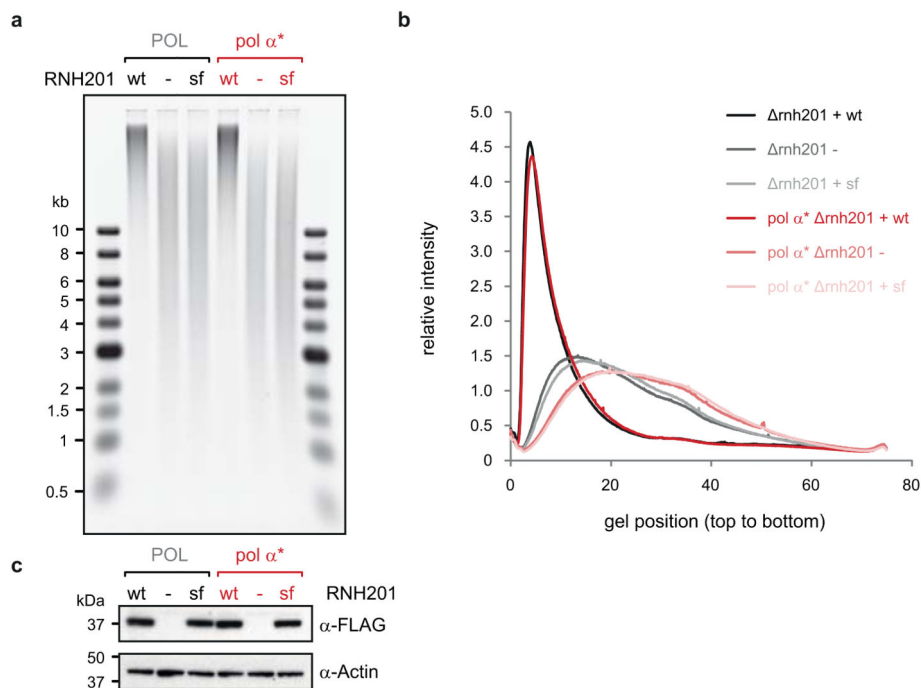 a
POL pol α*
RNH201 wt - sf wt - sf
kb
10
8
6
5
4
3
2
1.5
1
0.5
b
5.0
4.5
4.0
3.5
3.0
2.5
2.0
1.5
1.0
0.5
0
relative intensity
0 20 40 60 80
gel position (top to bottom)
Δrnh201 + wt
Δrnh201 -
Δrnh201 + sf
pol α* Δrnh201 + wt
pol α* Δrnh201 -
pol α* Δrnh201 + sf
c
POL pol α*
wt - sf wt - sf RNH201
kDa
37 α-FLAG
50
37 α-Actin